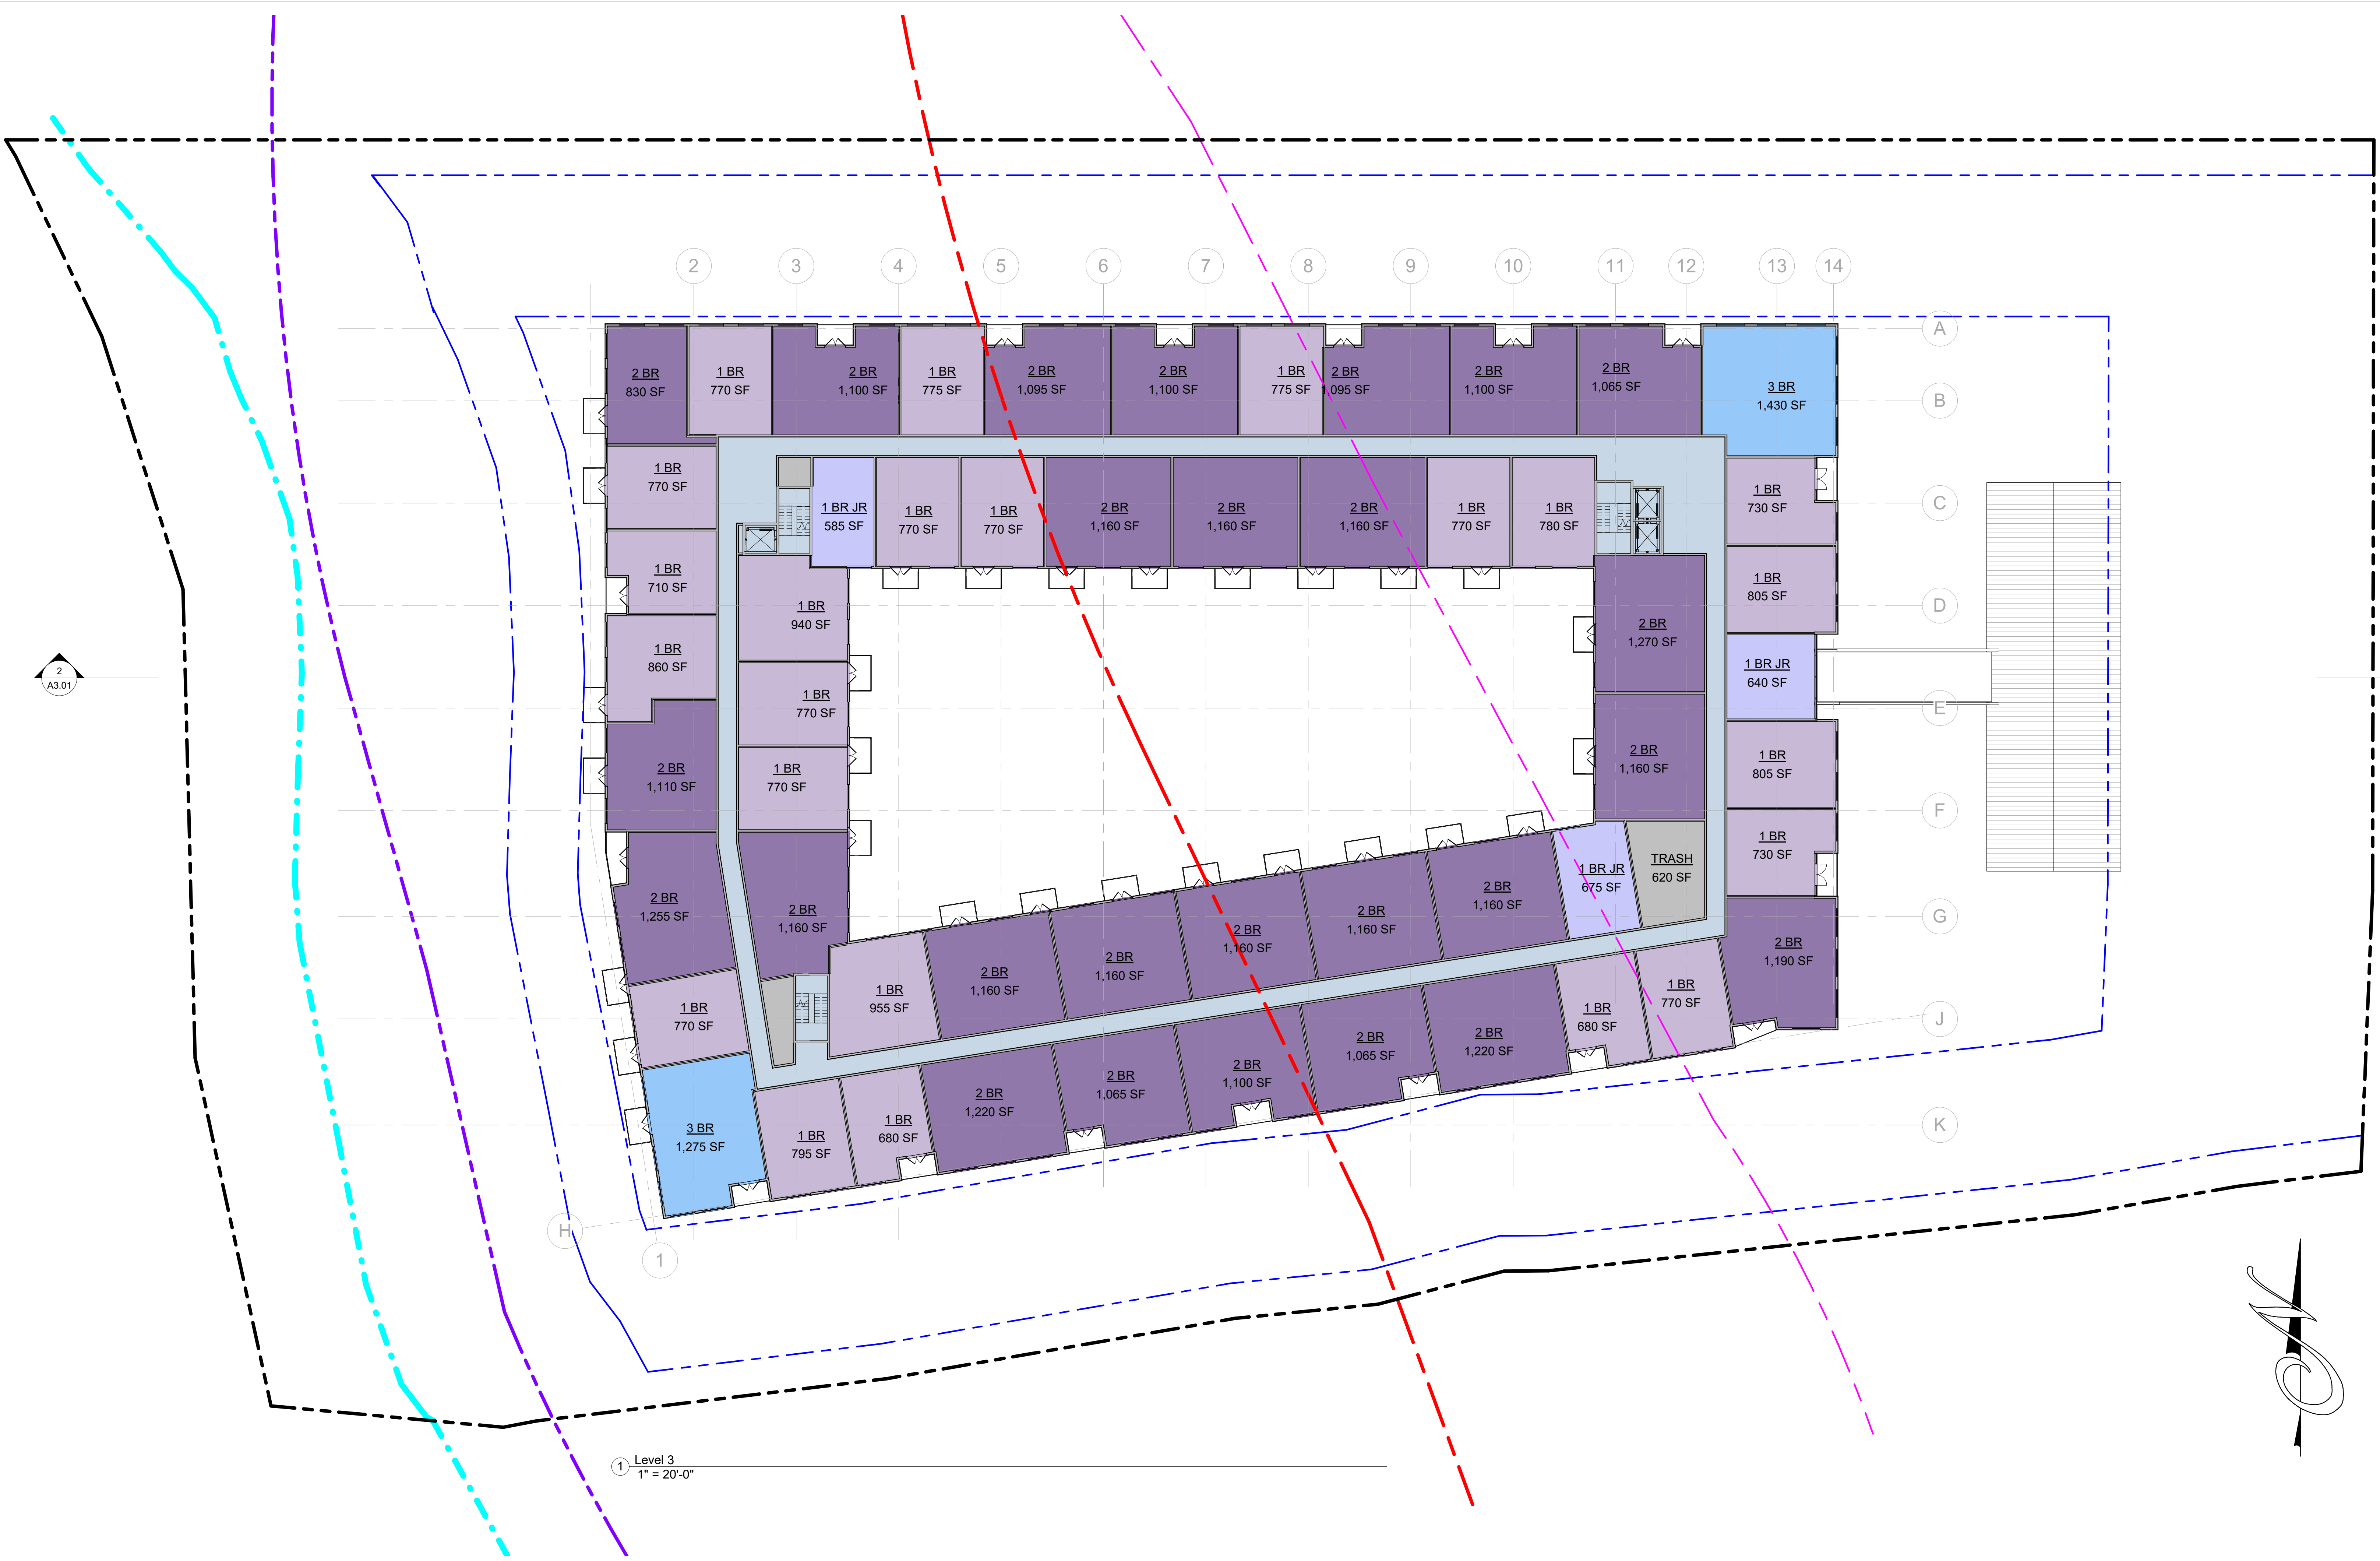 2
3
4
5
6
7
8
9
10
11
12
13
14
A
B
C
D
E
F
G
J
K
H
1
2 BR
830 SF
1 BR
770 SF
2 BR
1,100 SF
1 BR
775 SF
2 BR
1,095 SF
2 BR
1,100 SF
1 BR
775 SF
2 BR
1,095 SF
2 BR
1,100 SF
2 BR
1,065 SF
3 BR
1,430 SF
1 BR
770 SF
1 BR JR
585 SF
1 BR
770 SF
1 BR
770 SF
2 BR
1,160 SF
2 BR
1,160 SF
2 BR
1,160 SF
1 BR
770 SF
1 BR
780 SF
1 BR
730 SF
1 BR
710 SF
1 BR
940 SF
2 BR
1,270 SF
1 BR
805 SF
1 BR
860 SF
1 BR
770 SF
1 BR JR
640 SF
2
A3.01
2 BR
1,110 SF
1 BR
770 SF
2 BR
1,160 SF
1 BR
805 SF
1 BR
730 SF
2 BR
1,255 SF
2 BR
1,160 SF
1 BR
955 SF
2 BR
1,160 SF
2 BR
1,160 SF
2 BR
1,160 SF
2 BR
1,160 SF
2 BR
1,160 SF
1 BR JR
675 SF
TRASH
620 SF
2 BR
1,190 SF
1 BR
770 SF
3 BR
1,275 SF
1 BR
795 SF
1 BR
680 SF
2 BR
1,220 SF
2 BR
1,065 SF
2 BR
1,100 SF
2 BR
1,065 SF
2 BR
1,220 SF
1 BR
680 SF
1 BR
770 SF
1
Level 3
1" = 20'-0"